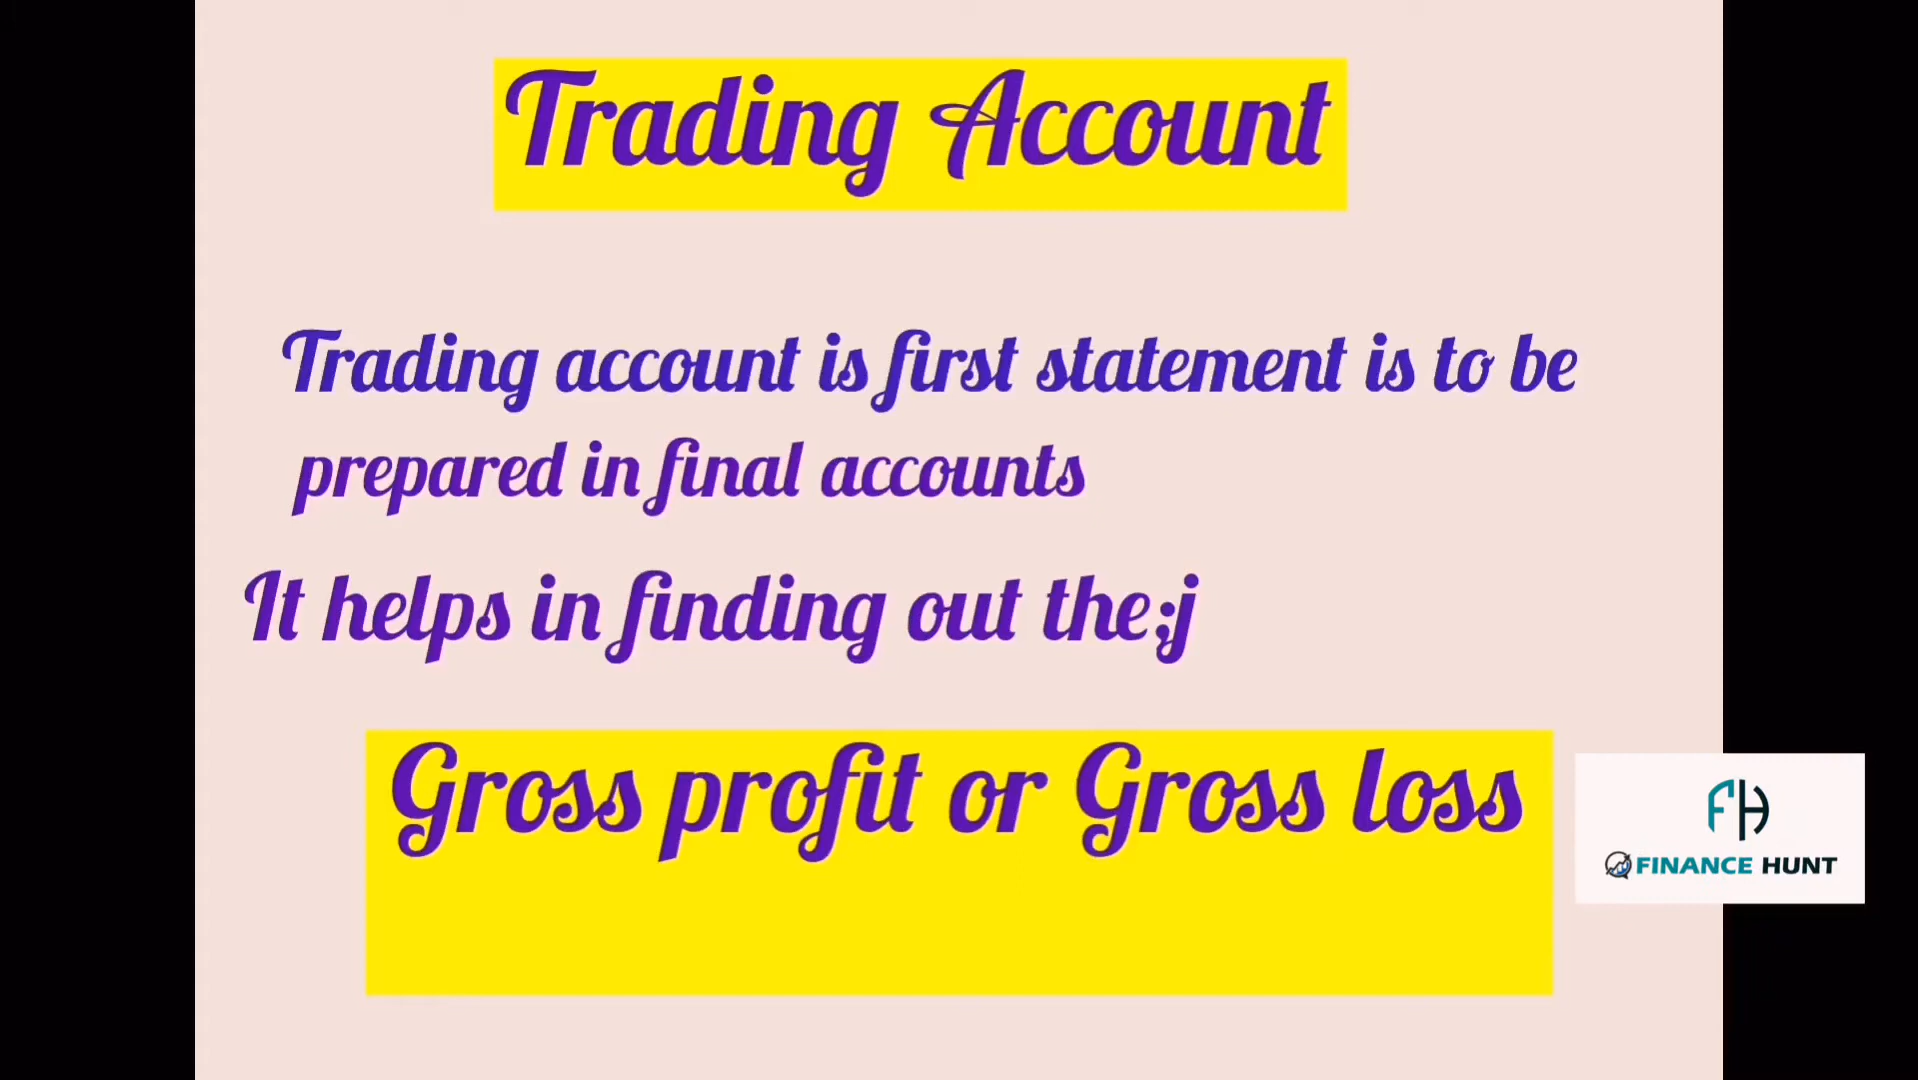 Trading Account
Trading account is first statement is to be
prepared in final accounts
It helps in finding out the;j
Gross profit or Gross loss
FH
FINANCE HUNT